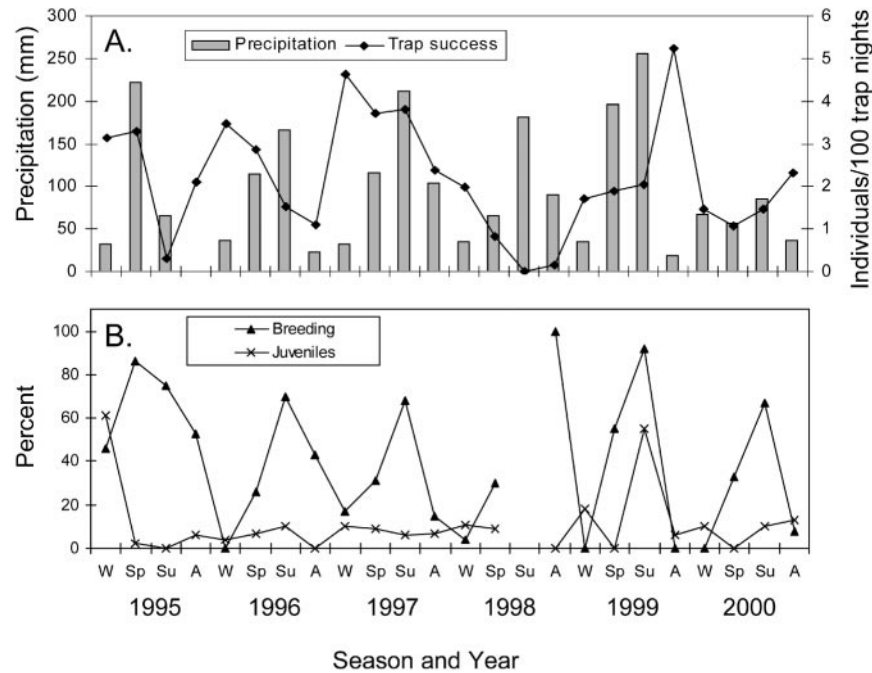 A.
Precipitation Trap success
Precipitation (mm)
300
250
200
150
100
50
0
Individuals/100 trap nights
6
5
4
3
2
1
0
B.
Breeding
Juveniles
Percent
100
80
60
40
20
0
W Sp Su A W Sp Su A W Sp Su A W Sp Su A W Sp Su A W Sp Su A
1995 1996 1997 1998 1999 2000
Season and Year